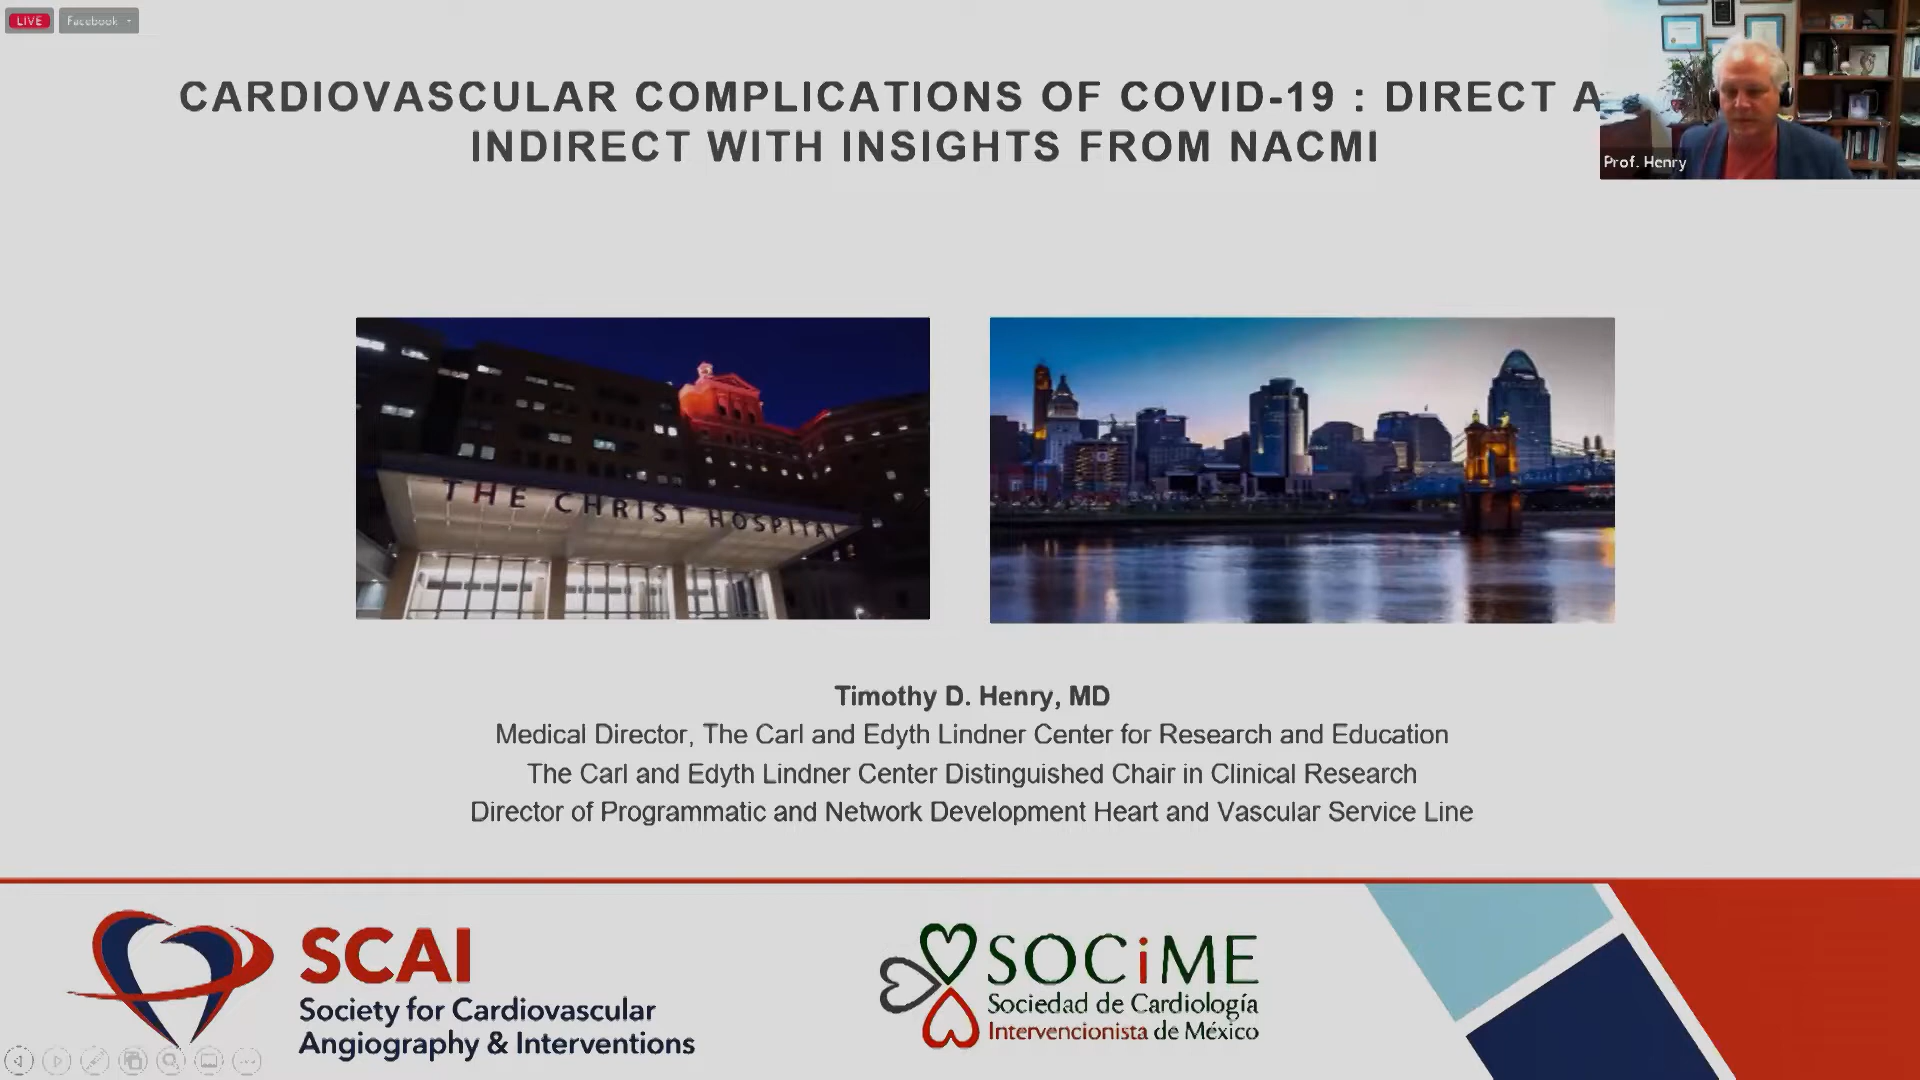 LIVE
Facebook
CARDIOVASCULAR COMPLICATIONS OF COVID-19 : DIRECT A
INDIRECT WITH INSIGHTS FROM NACMI
Prof. Henry
THE CHRIST HOSPITAL
Timothy D. Henry, MD
Medical Director, The Carl and Edyth Lindner Center for Research and Education
The Carl and Edyth Lindner Center Distinguished Chair in Clinical Research
Director of Programmatic and Network Development Heart and Vascular Service Line
SCAI
Society for Cardiovascular
Angiography & Interventions
SOCiME
Sociedad de Cardiología
Intervencionista de México